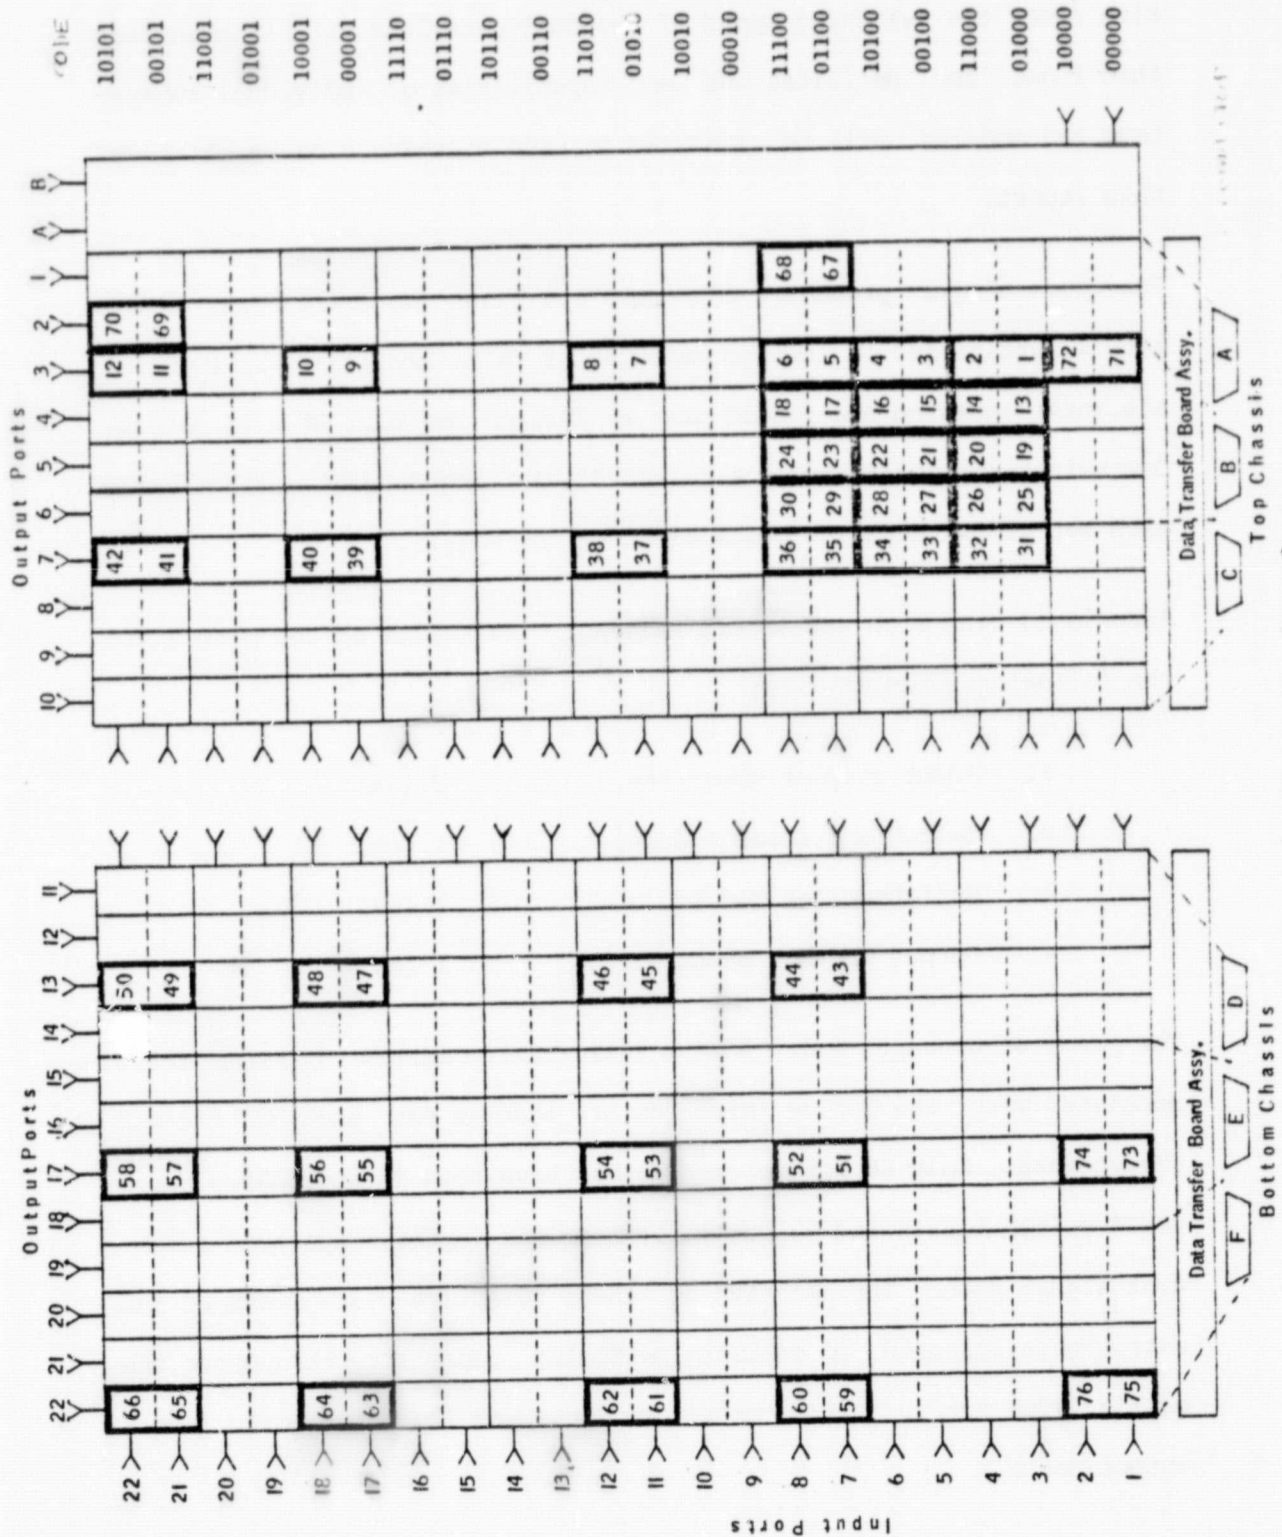 Output Ports
10 9 8 7 6 5 4 3 2 1 A B
42 12 70 10101
41 11 69 00101
11001
01001
40 10 10001
39 9 00001
11110
01110
10110
00110
38 8 11010
37 7 01010
10010
00010
36 30 24 18 6 68 11100
35 29 23 17 5 67 01100
34 28 22 16 4 10100
33 27 21 15 3 00100
32 26 20 14 2 11000
31 25 19 13 1 01000
72 10000
71 00000
Data Transfer Board Assy.
C B A
Top Chassis
Output Ports
22 21 20 19 18 17 16 15 14 13 12 11
Input Ports
22 66 58 50
21 65 57 49
20
19
18 64 56 48
17 63 55 47
16
15
14
13
12 62 54 46
11 61 53 45
10
9
8 60 52 44
7 59 51 43
6
5
4
3
2 76 74
1 75 73
Data Transfer Board Assy.
F E D
Bottom Chassis